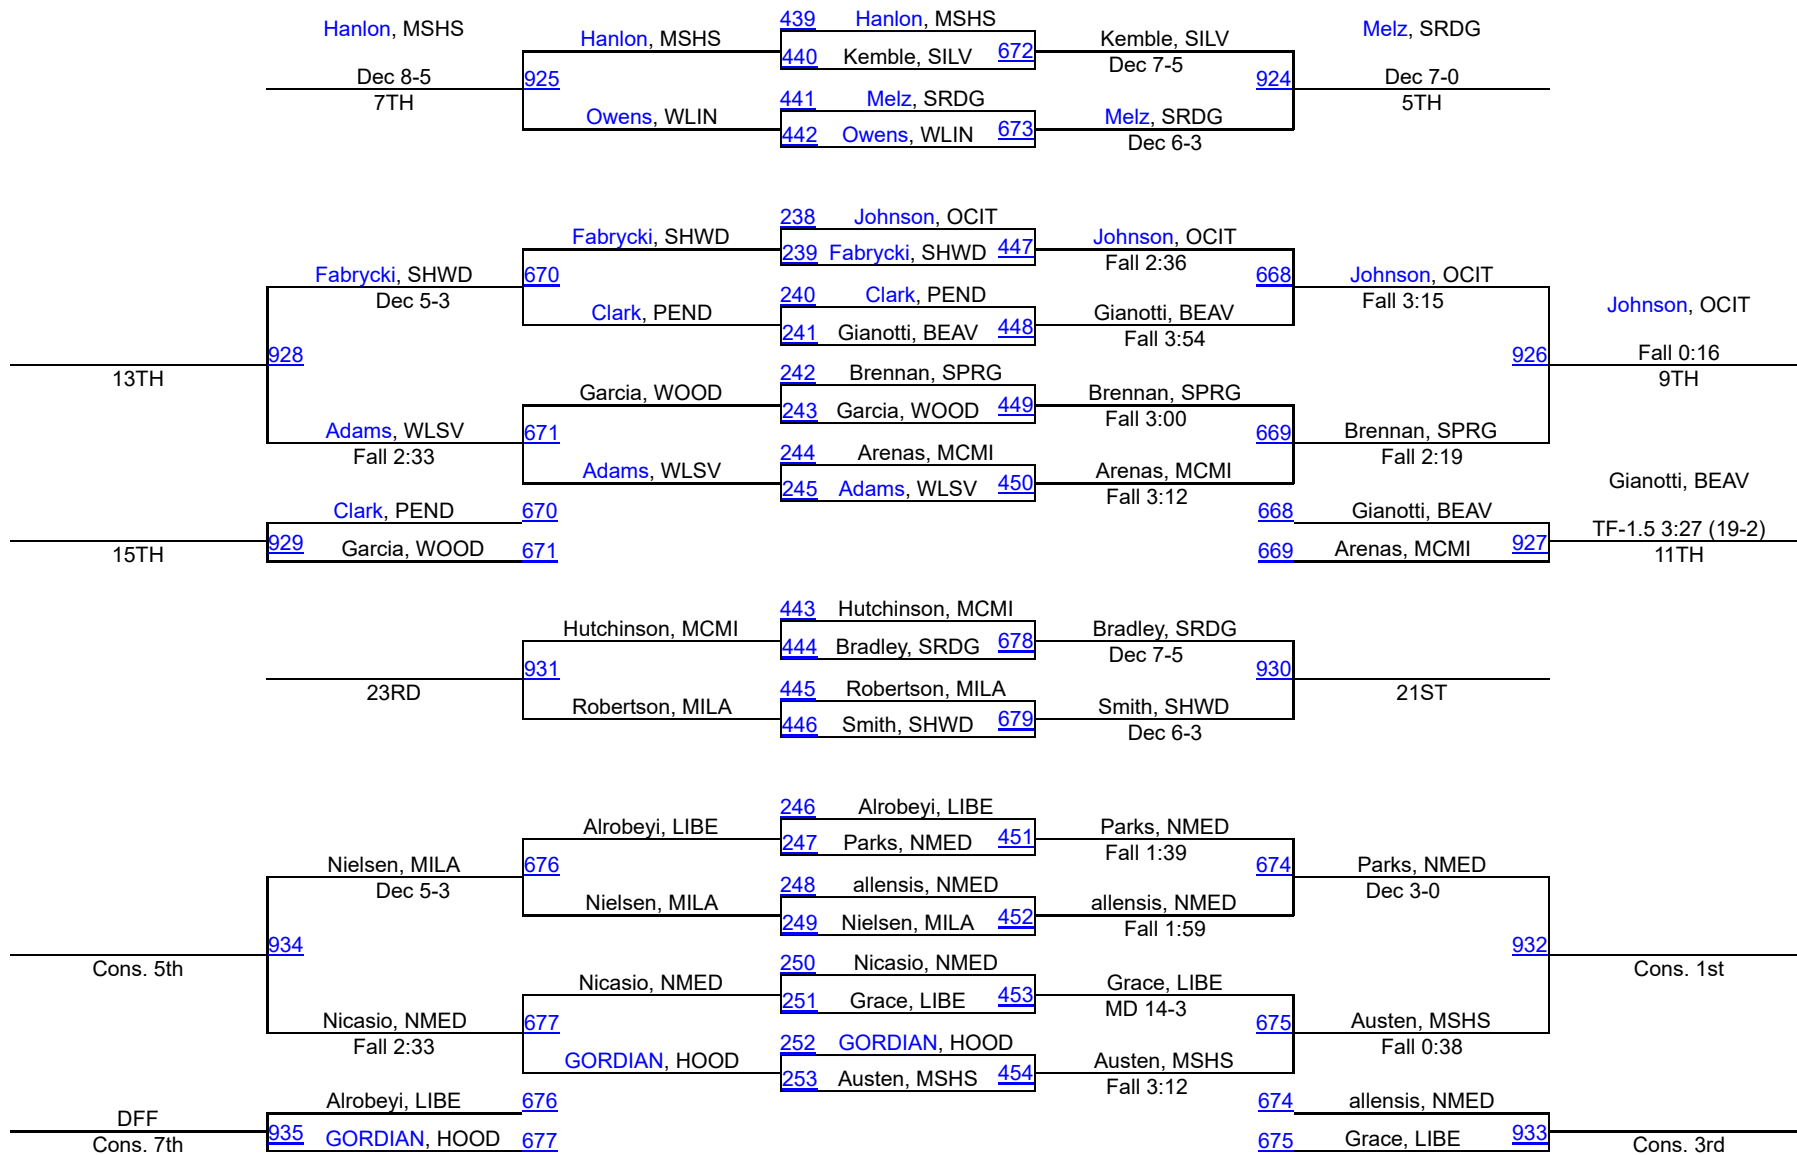 439 Hanlon, MSHS
Hanlon, MSHS
Hanlon, MSHS
Kemble, SILV
Melz, SRDG
440 Kemble, SILV 672
Dec 7-5
Dec 8-5
925
924
Dec 7-0
7TH
5TH
441 Melz, SRDG
Owens, WLIN
Melz, SRDG
442 Owens, WLIN 673
Dec 6-3
238 Johnson, OCIT
Fabrycki, SHWD
Johnson, OCIT
239 Fabrycki, SHWD 447
Fall 2:36
Fabrycki, SHWD
670
668
Johnson, OCIT
Dec 5-3
Fall 3:15
240 Clark, PEND
Clark, PEND
Gianotti, BEAV
Johnson, OCIT
241 Gianotti, BEAV 448
Fall 3:54
928
926
Fall 0:16
13TH
9TH
242 Brennan, SPRG
Garcia, WOOD
Brennan, SPRG
243 Garcia, WOOD 449
Fall 3:00
Adams, WLSV
671
669
Brennan, SPRG
Fall 2:33
Fall 2:19
244 Arenas, MCMI
Adams, WLSV
Arenas, MCMI
245 Adams, WLSV 450
Fall 3:12
Gianotti, BEAV
Clark, PEND 670
668 Gianotti, BEAV
TF-1.5 3:27 (19-2)
15TH
929 Garcia, WOOD 671
669 Arenas, MCMI 927
11TH
443 Hutchinson, MCMI
Hutchinson, MCMI
Bradley, SRDG
444 Bradley, SRDG 678
Dec 7-5
931
930
23RD
21ST
445 Robertson, MILA
Robertson, MILA
Smith, SHWD
446 Smith, SHWD 679
Dec 6-3
246 Alrobeyi, LIBE
Alrobeyi, LIBE
Parks, NMED
247 Parks, NMED 451
Fall 1:39
Nielsen, MILA
676
674
Parks, NMED
Dec 5-3
Dec 3-0
248 allensis, NMED
Nielsen, MILA
allensis, NMED
249 Nielsen, MILA 452
Fall 1:59
934
932
Cons. 5th
Cons. 1st
250 Nicasio, NMED
Nicasio, NMED
Grace, LIBE
251 Grace, LIBE 453
MD 14-3
Nicasio, NMED
677
675
Austen, MSHS
Fall 2:33
Fall 0:38
252 GORDIAN, HOOD
GORDIAN, HOOD
Austen, MSHS
253 Austen, MSHS 454
Fall 3:12
Alrobeyi, LIBE 676
674 allensis, NMED
DFF
935 GORDIAN, HOOD 677
675 Grace, LIBE 933
Cons. 7th
Cons. 3rd